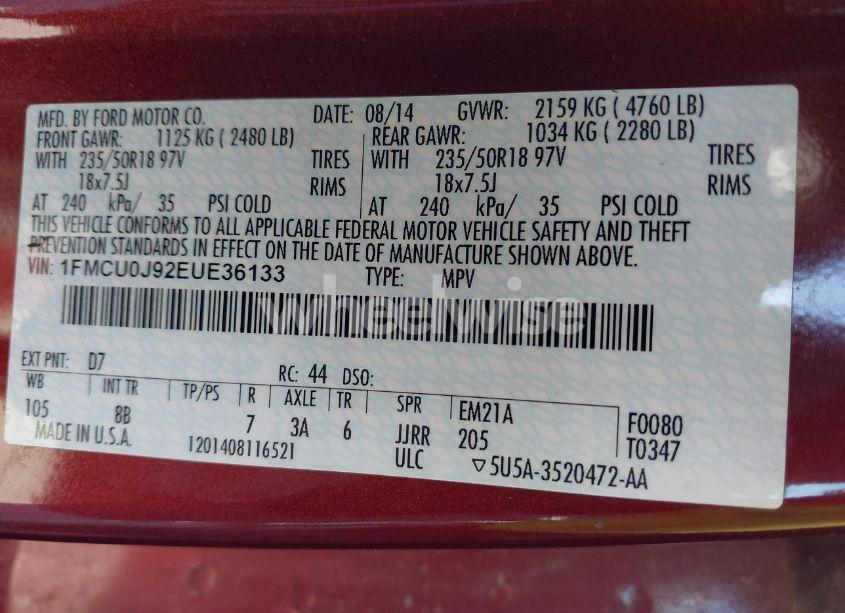 MFD. BY FORD MOTOR CO. DATE: 08/14 GVWR: 2159 KG ( 4760 LB)
FRONT GAWR: 1125 KG ( 2480 LB) REAR GAWR: 1034 KG ( 2280 LB)
WITH 235/50R18 97V TIRES WITH 235/50R18 97V TIRES
18x7.5J RIMS 18x7.5J RIMS
AT 240 kPa/ 35 PSI COLD AT 240 kPa/ 35 PSI COLD
THIS VEHICLE CONFORMS TO ALL APPLICABLE FEDERAL MOTOR VEHICLE SAFETY AND THEFT
PREVENTION STANDARDS IN EFFECT ON THE DATE OF MANUFACTURE SHOWN ABOVE.
VIN: 1FMCU0J92EUE36133 TYPE: MPV
wheelwise
EXT PNT: D7 RC: 44 DSO:
WB INT TR TP/PS R AXLE TR SPR EM21A F0080
105 8B 7 3A 6 JJRR 205 T0347
MADE IN U.S.A. 1201408116521 ULC ▽5U5A-3520472-AA